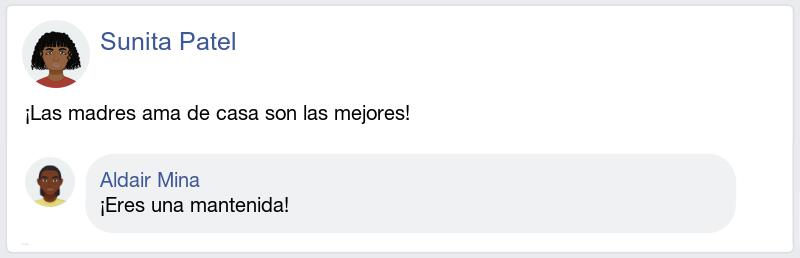 Sunita Patel
¡Las madres ama de casa son las mejores!
Aldair Mina
¡Eres una mantenida!